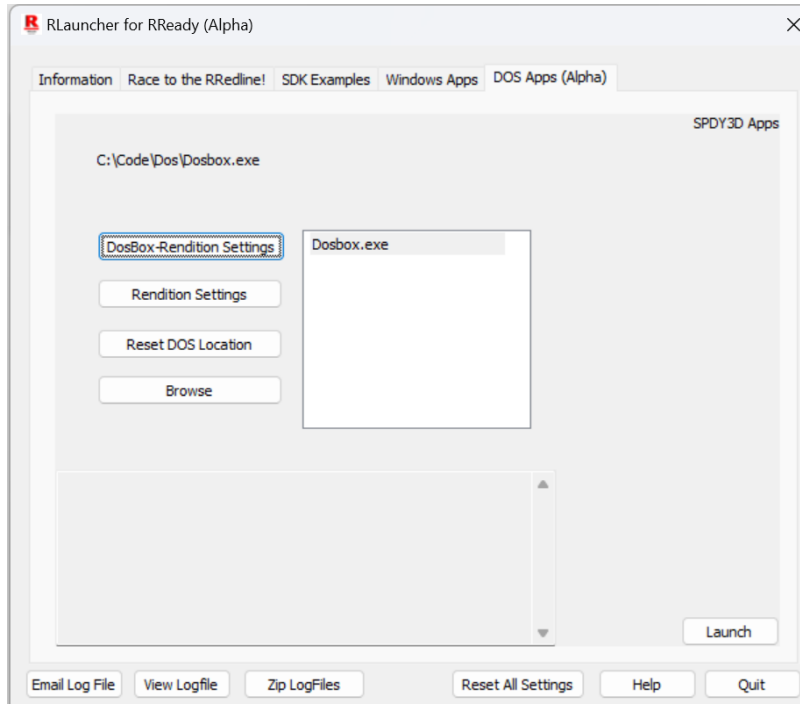 RLauncher for RReady (Alpha)
Information
Race to the RRedline!
SDK Examples
Windows Apps
DOS Apps (Alpha)
SPDY3D Apps
C:\Code\Dos\Dosbox.exe
DosBox-Rendition Settings
Dosbox.exe
Rendition Settings
Reset DOS Location
Browse
Launch
Email Log File
View Logfile
Zip LogFiles
Reset All Settings
Help
Quit